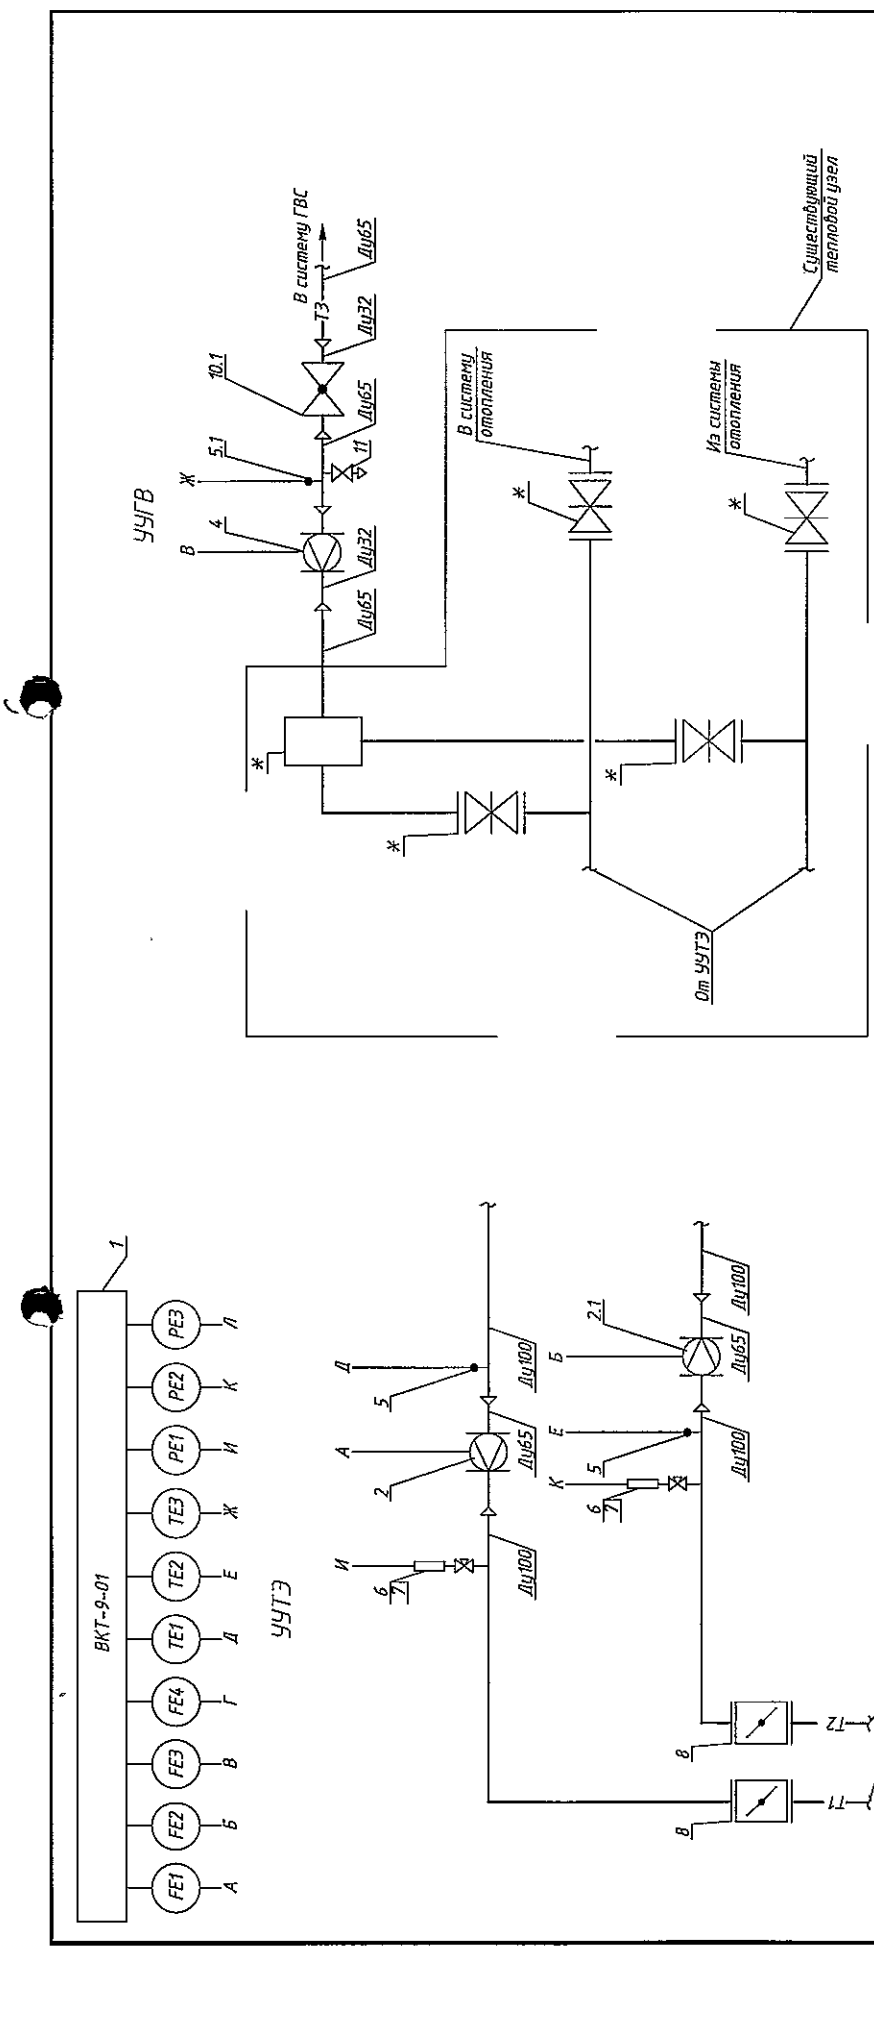 ВКТ-9-01
1
FE1
FE2
FE3
FE4
TE1
TE2
TE3
PE1
PE2
PE3
А
Б
В
Г
Д
Е
Ж
И
К
Л
УУТЭ
И
А
Д
6
7
2
5
Ду100
Ду65
Ду100
К
Е
Б
6
7
5
2.1
Ду100
Ду65
Ду100
8
8
Т1
Т2
УУГВ
В
Ж
4
5.1
10.1
В систему ГВС
Т3
11
Ду65
Ду32
Ду65
Ду32
Ду65
*
*
*
*
*
В систему
отопления
Из системы
отопления
От УУТЭ
Существующий
тепловой узел